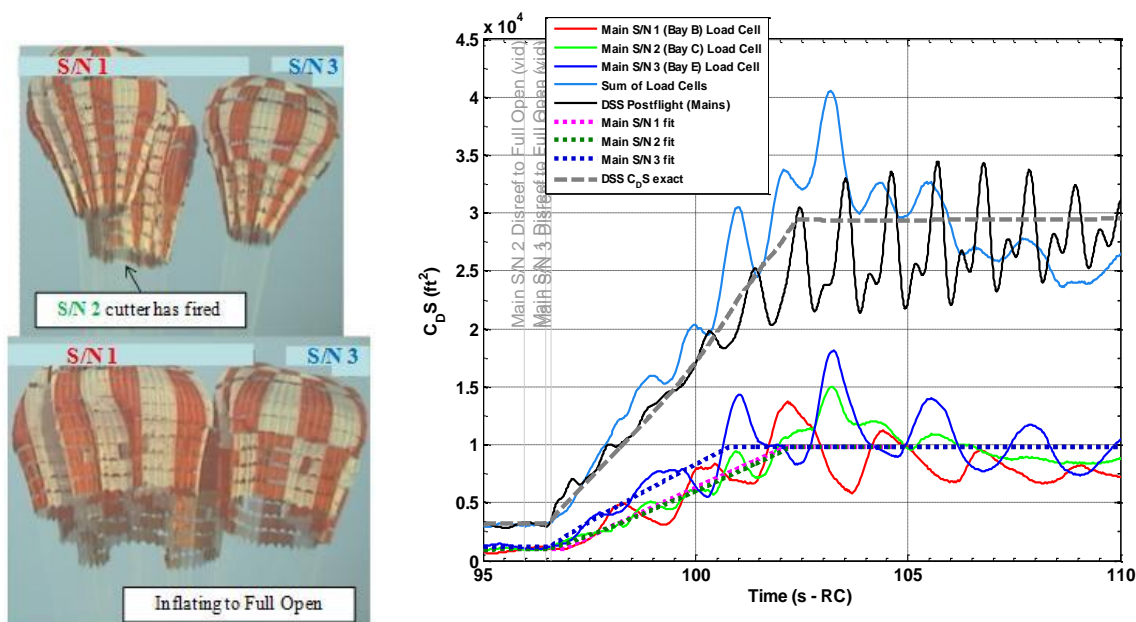 S/N 1
S/N 3
S/N 2 cutter has fired
S/N 1
S/N 3
Inflating to Full Open
x 10⁴
4.5
4
3.5
3
2.5
2
1.5
1
0.5
0
C_DS (ft²)
Main S/N 2 Disreef to Full Open (vid)
Main S/N 3 Disreef to Full Open (vid)
Main S/N 1 (Bay B) Load Cell
Main S/N 2 (Bay C) Load Cell
Main S/N 3 (Bay E) Load Cell
Sum of Load Cells
DSS Postflight (Mains)
Main S/N 1 fit
Main S/N 2 fit
Main S/N 3 fit
DSS C_DS exact
95
100
105
110
Time (s - RC)